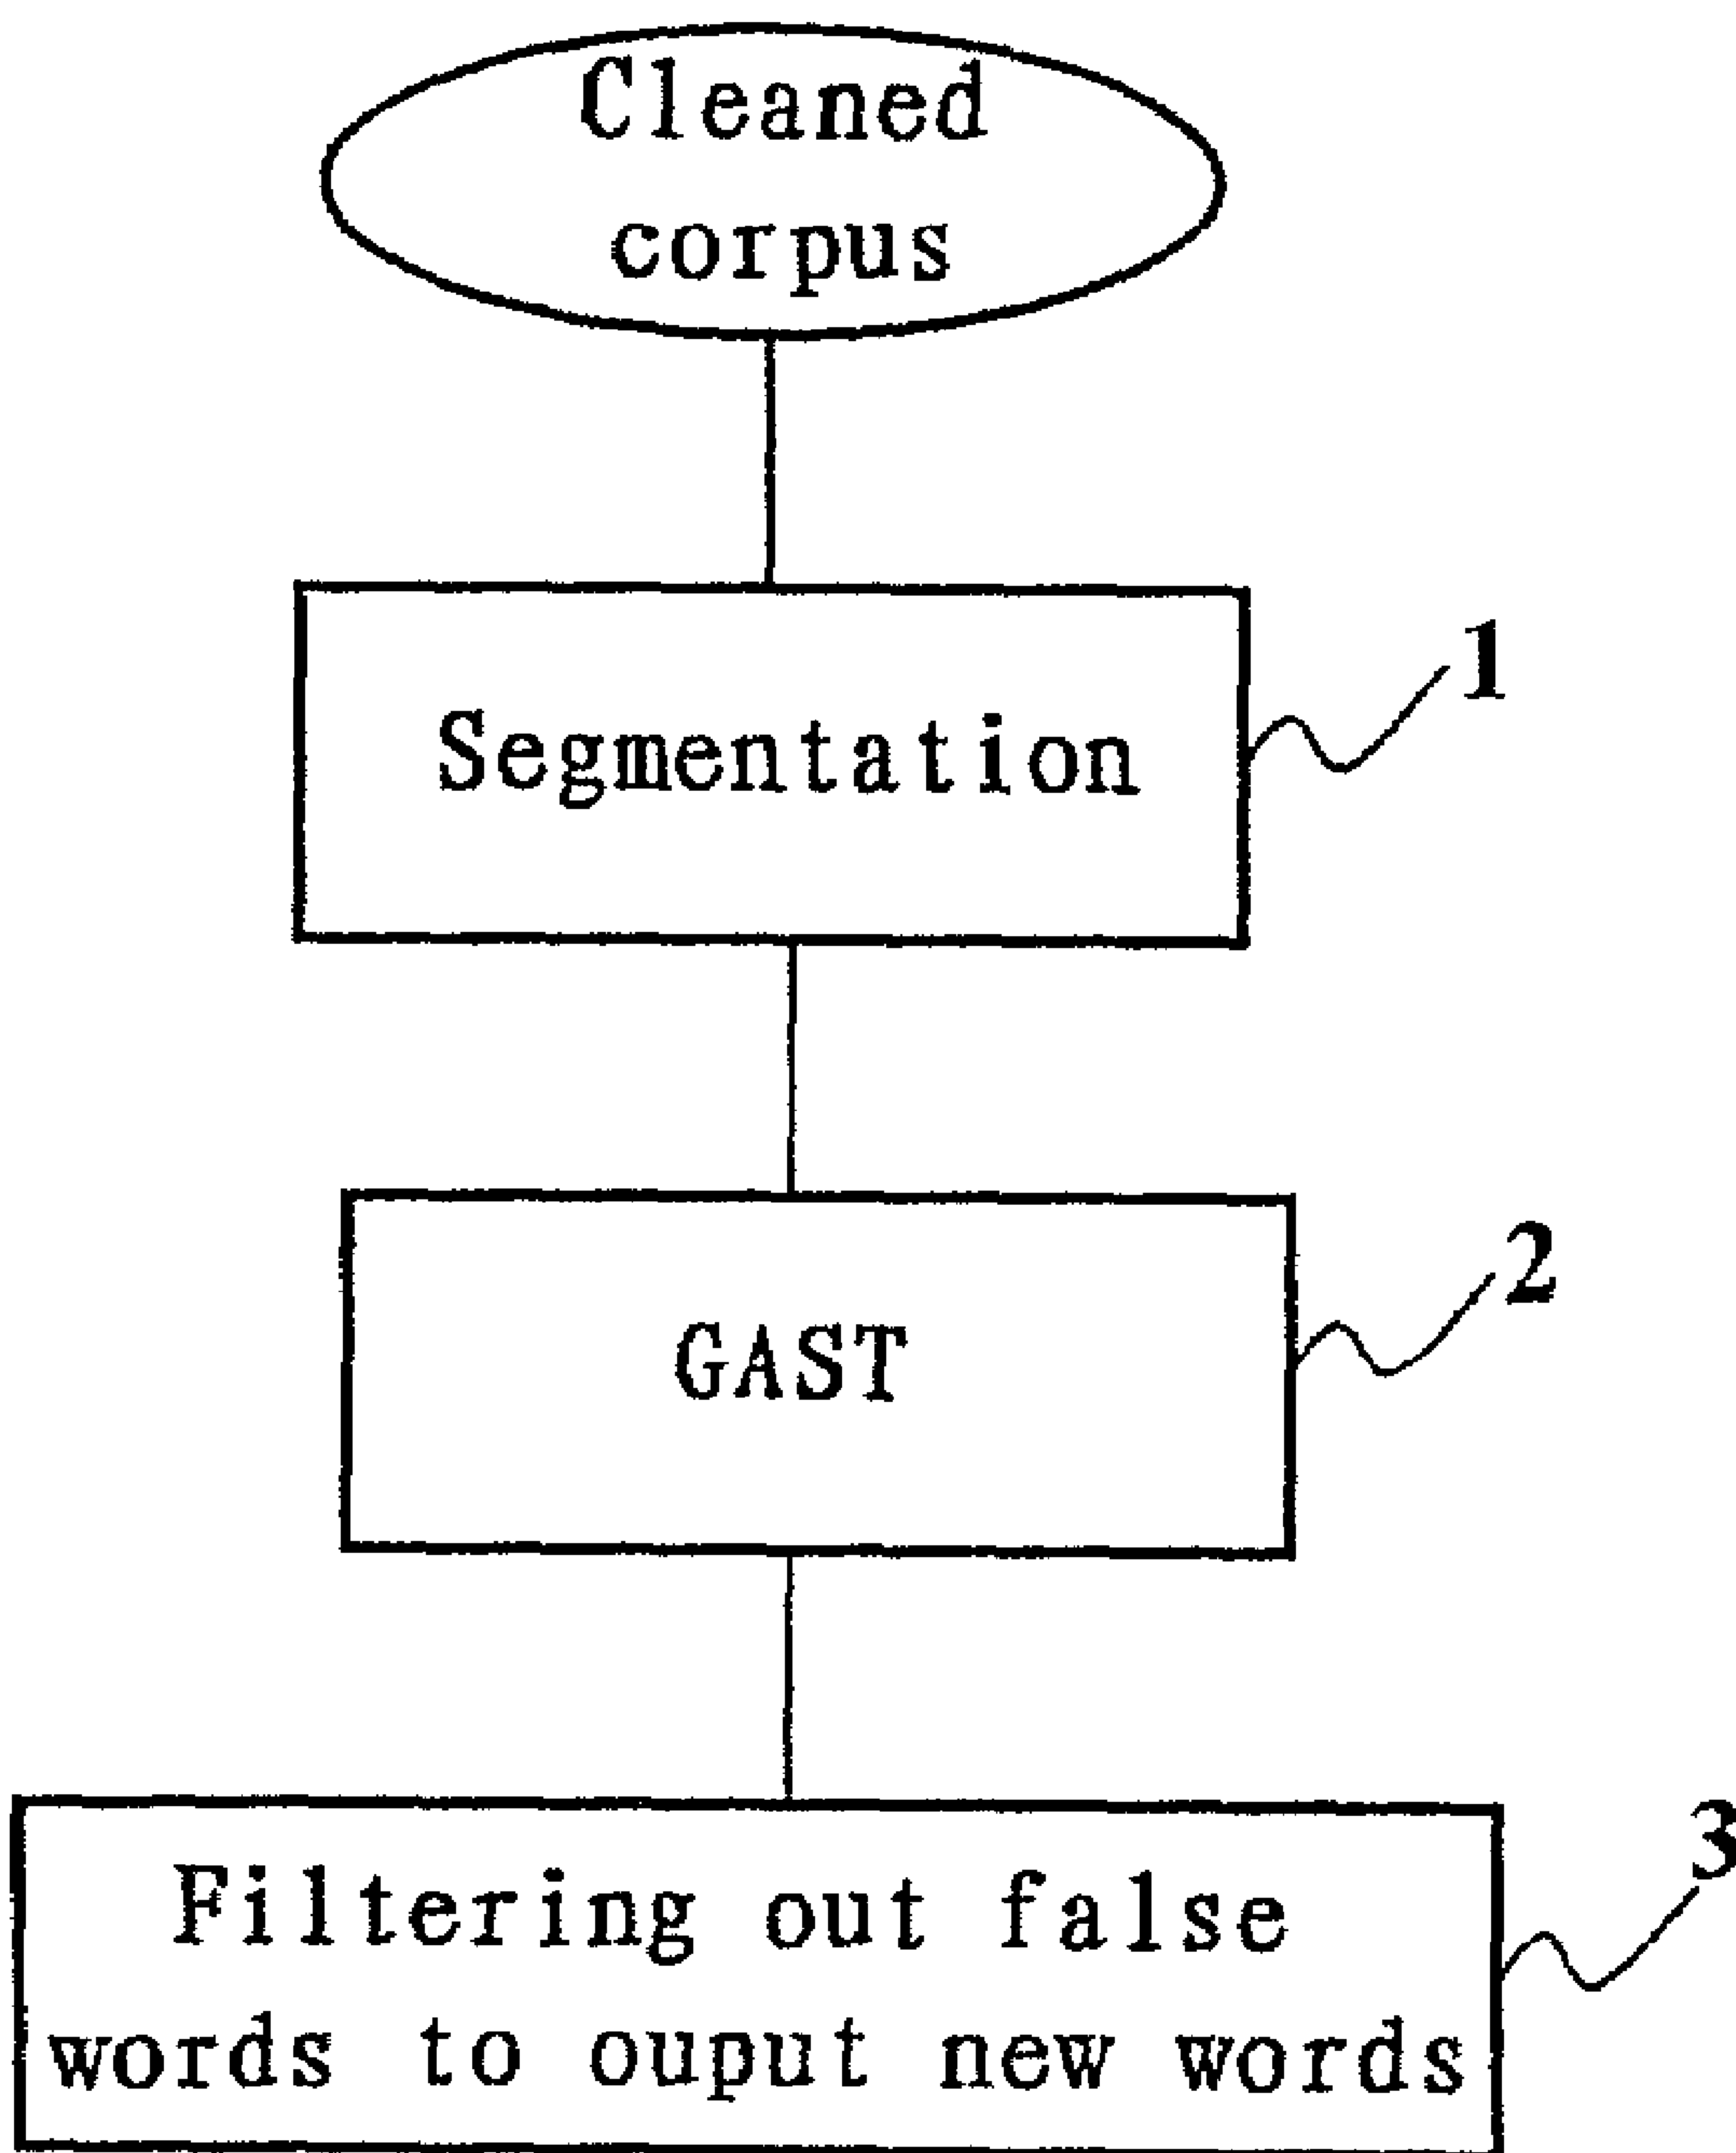 Cleaned
corpus
Segmentation
1
GAST
2
Filtering out false
words to ouput new words
3